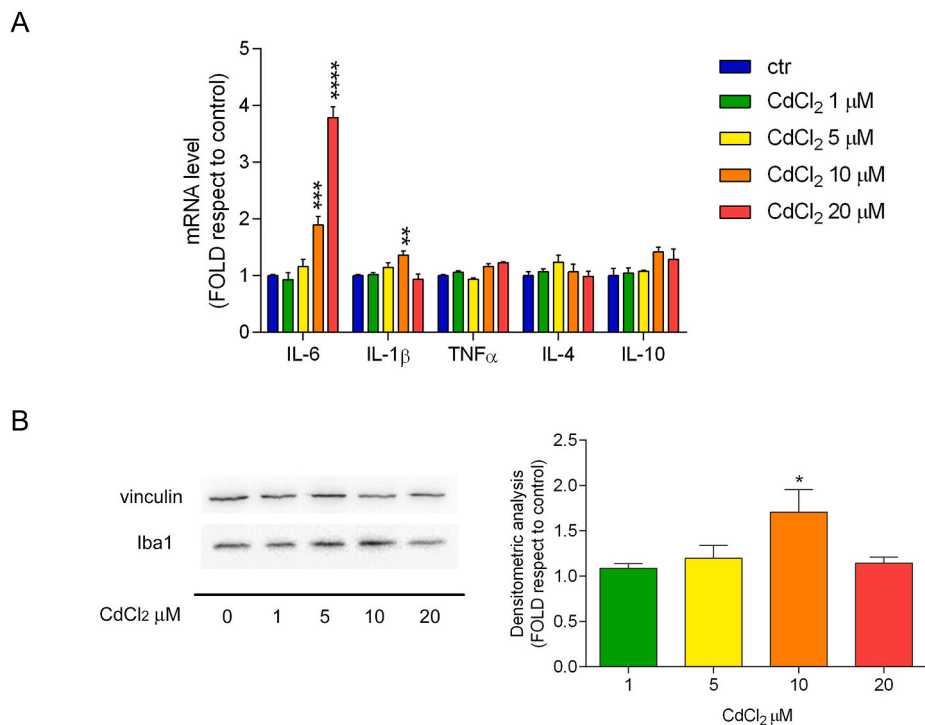 A
mRNA level
(FOLD respect to control)
5
4
3
2
1
0
***
****
**
IL-6
IL-1β
TNFα
IL-4
IL-10
ctr
CdCl₂ 1 μM
CdCl₂ 5 μM
CdCl₂ 10 μM
CdCl₂ 20 μM
B
vinculin
Iba1
CdCl₂ μM 0 1 5 10 20
Densitometric analysis
(FOLD respect to control)
2.5
2.0
1.5
1.0
0.5
0.0
*
1 5 10 20
CdCl₂ μM